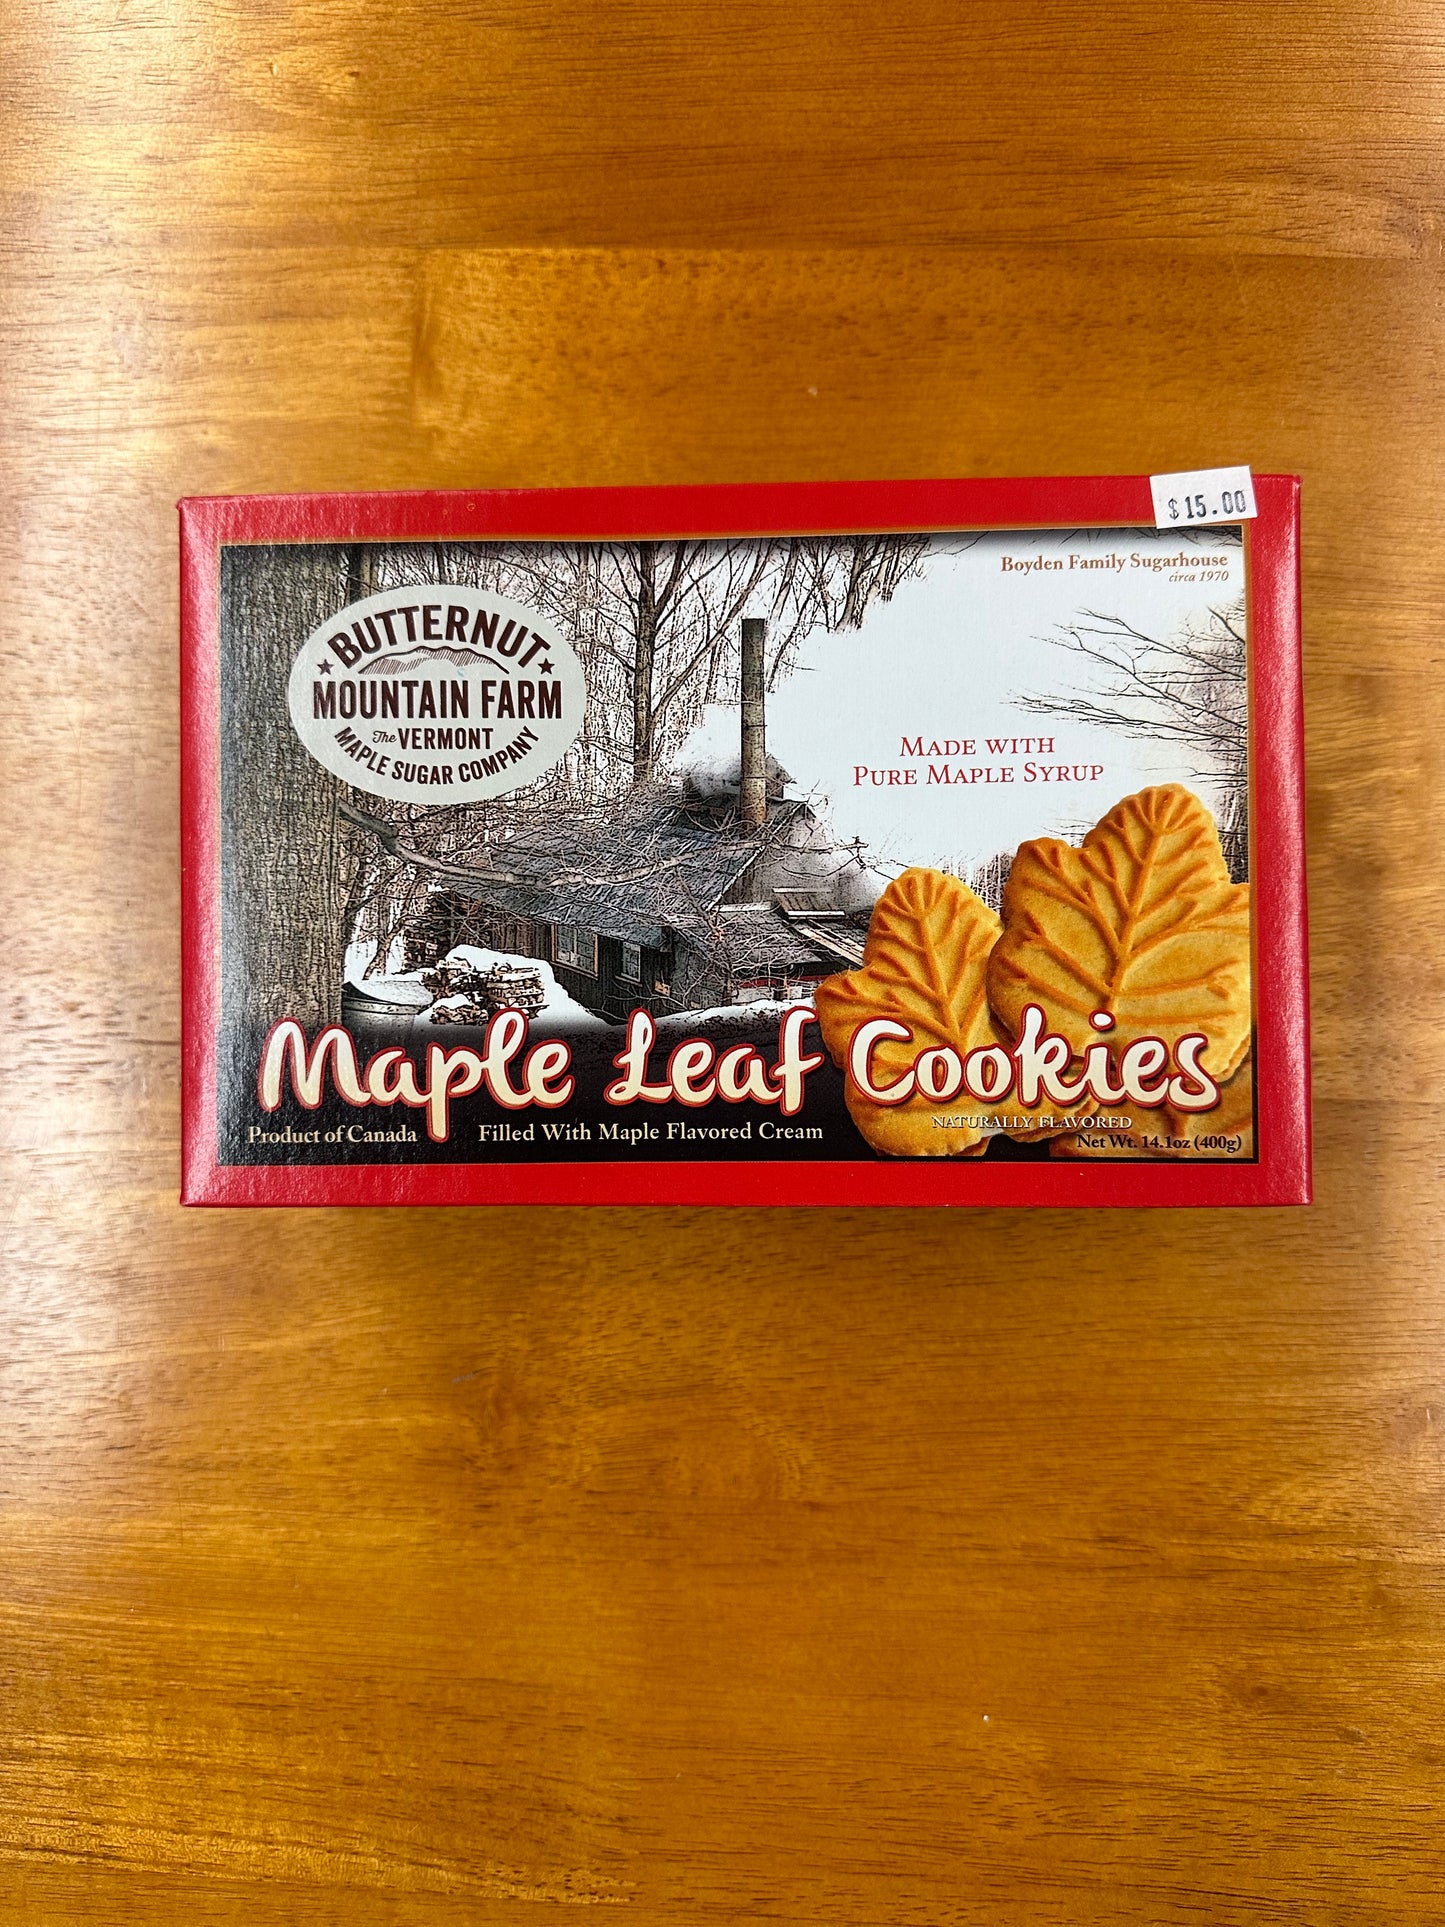 $15.00
Boyden Family Sugarhouse
circa 1970
BUTTERNUT
MOUNTAIN FARM
The VERMONT
MAPLE SUGAR COMPANY
MADE WITH
PURE MAPLE SYRUP
Maple Leaf Cookies
NATURALLY FLAVORED
Product of Canada
Filled With Maple Flavored Cream
Net Wt. 14.1oz (400g)